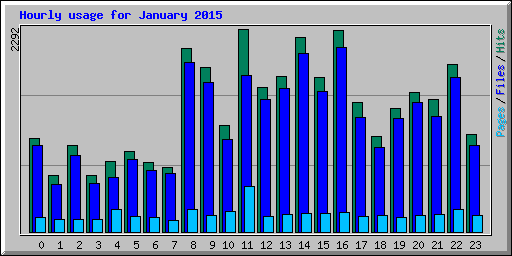 Hourly usage for January 2015
2292
Pages / Files / Hits
0 1 2 3 4 5 6 7 8 9 10 11 12 13 14 15 16 17 18 19 20 21 22 23